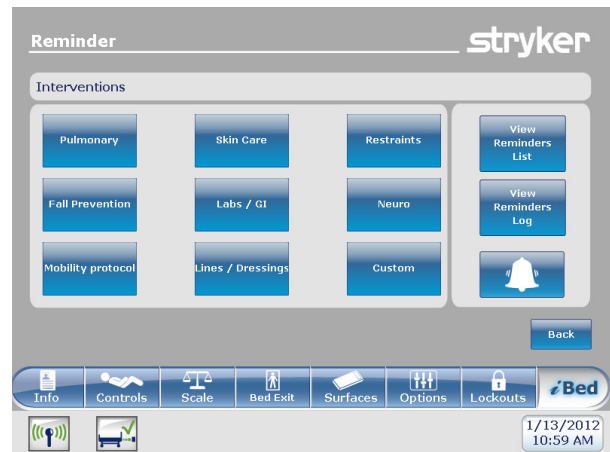 Reminder
stryker
Interventions
Pulmonary
Skin Care
Restraints
View
Reminders
List
Fall Prevention
Labs / GI
Neuro
View
Reminders
Log
Mobility protocol
Lines / Dressings
Custom
Back
Info
Controls
Scale
Bed Exit
Surfaces
Options
Lockouts
iBed
1/13/2012
10:59 AM